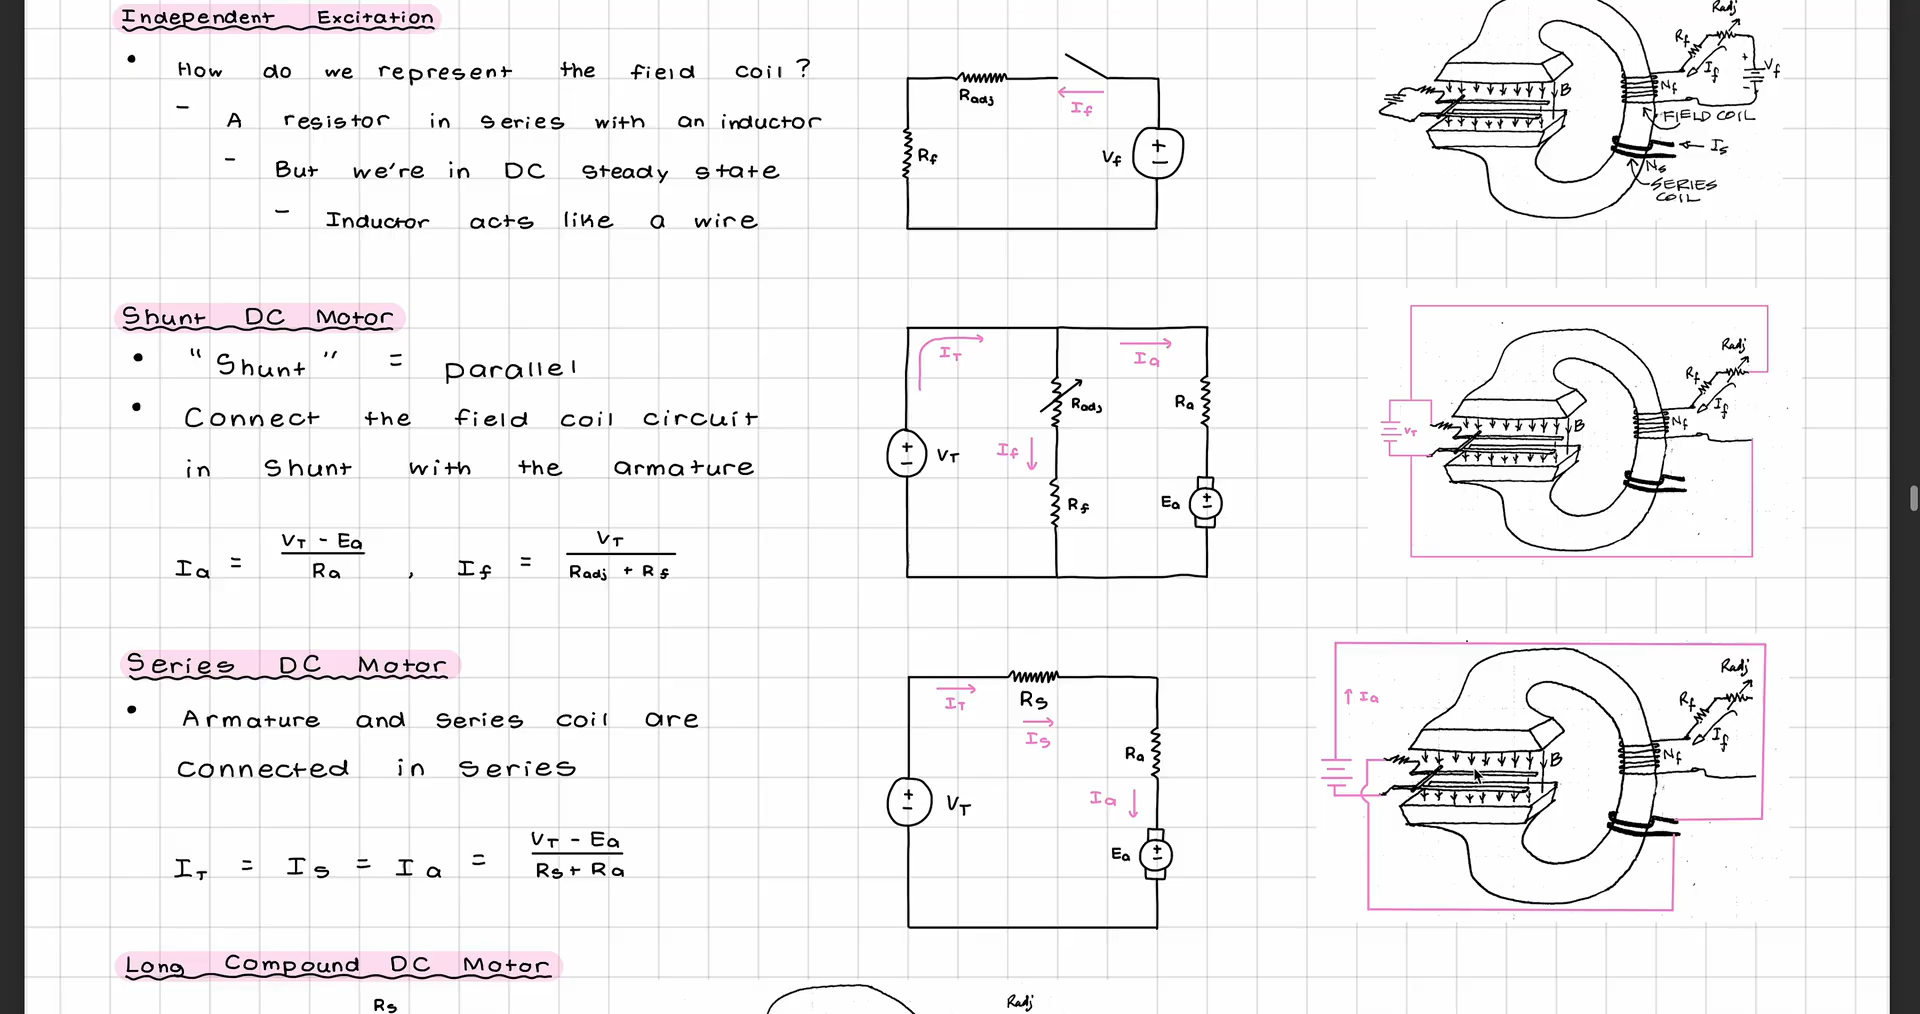 Independent Excitation
• How do we represent the field coil?
- A resistor in series with an inductor
- But we're in DC steady state
- Inductor acts like a wire
Radj
If
Rf
Vf
+
-
Radj
Rf
If
+
-
Vf
B
Nf
FIELD COIL
Is
Ns
SERIES
COIL
Shunt DC Motor
• "Shunt" = parallel
• Connect the field coil circuit
in shunt with the armature
Ia = VT - Ea / Ra , If = VT / Radj + Rf
IT
Ia
Radj
Ra
+
-
VT
If
Rf
Ea
+
-
Radj
Rf
If
VT
B
Nf
Series DC Motor
• Armature and series coil are
connected in series
IT = Is = Ia = VT - Ea / Rs + Ra
IT
Rs
Is
Ra
+
-
VT
Ia
Ea
+
-
↑ Ia
Radj
Rf
If
B
Nf
Long Compound DC Motor
Rs
Radj